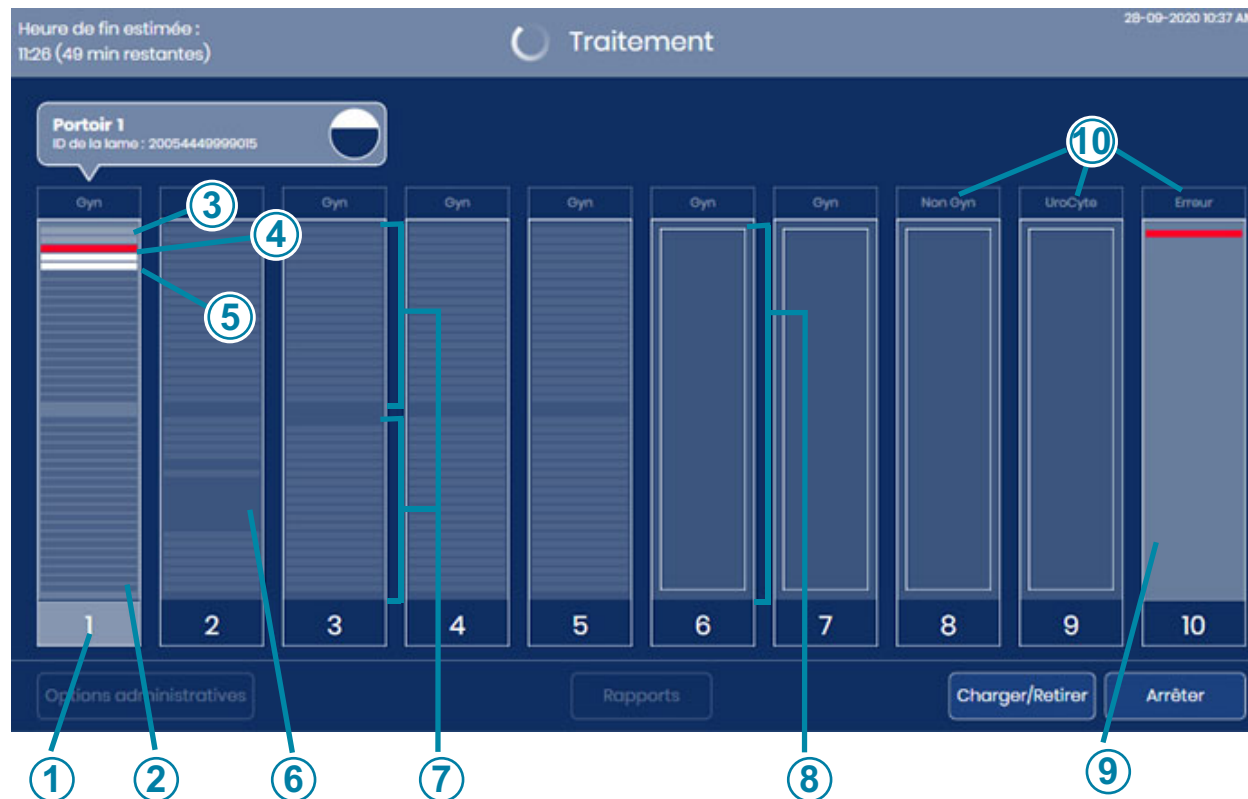 Heure de fin estimée :
11:26 (49 min restantes)
Traitement
28-09-2020 10:37 AM
Portoir 1
ID de la lame : 20054449999015
10
Gyn
3
Gyn
Gyn
Gyn
Gyn
Gyn
Non Gyn
UroCyte
Erreur
4
5
1
2
3
4
5
6
7
8
9
10
Options administratives
Rapports
Charger/Retirer
Arrêter
1
2
6
7
8
9